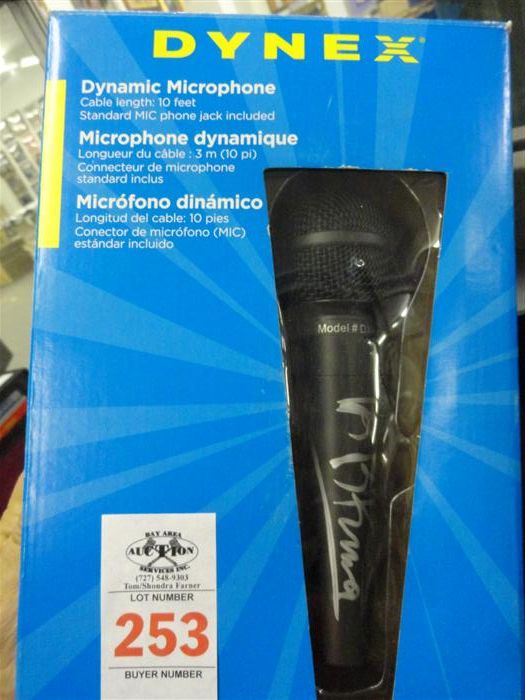 DYNEX
Dynamic Microphone
Cable length: 10 feet
Standard MIC phone jack included
Microphone dynamique
Longueur du câble : 3 m (10 pi)
Connecteur de microphone
standard inclus
Micrófono dinámico
Longitud del cable: 10 pies
Conector de micrófono (MIC)
estándar incluido
Model #
BAY AREA
AUCTION
SERVICES INC.
(727) 548-9303
Tom/Shondra Farner
LOT NUMBER
253
BUYER NUMBER